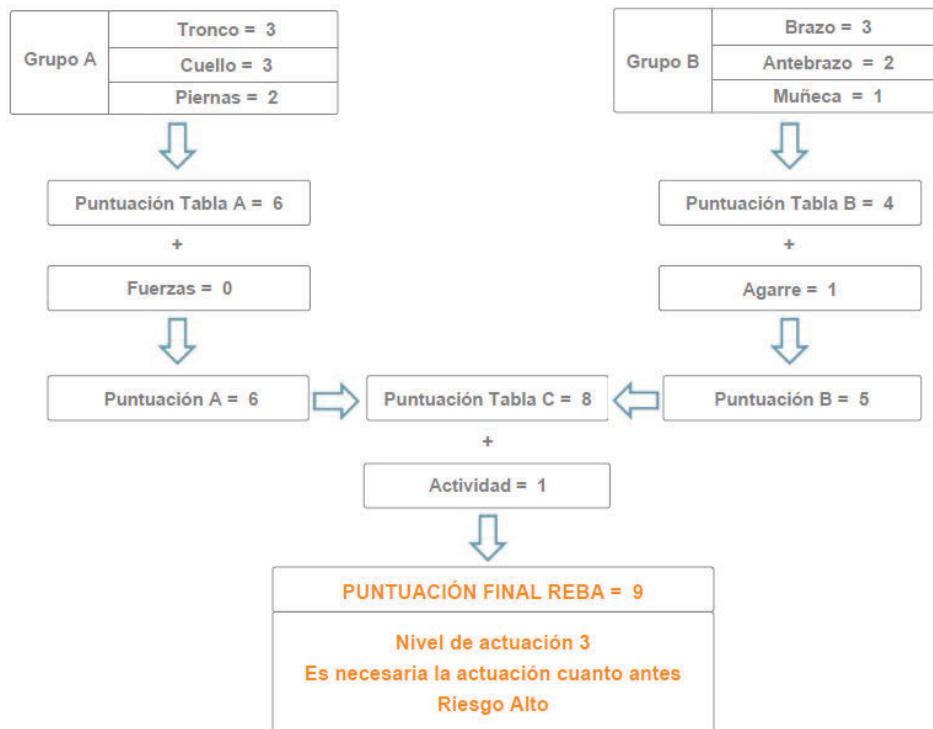 Grupo A
Tronco = 3
Cuello = 3
Piernas = 2
Grupo B
Brazo = 3
Antebrazo = 2
Muñeca = 1
Puntuación Tabla A = 6
Puntuación Tabla B = 4
+
+
Fuerzas = 0
Agarre = 1
Puntuación A = 6
Puntuación Tabla C = 8
Puntuación B = 5
+
Actividad = 1
PUNTUACIÓN FINAL REBA = 9
Nivel de actuación 3
Es necesaria la actuación cuanto antes
Riesgo Alto